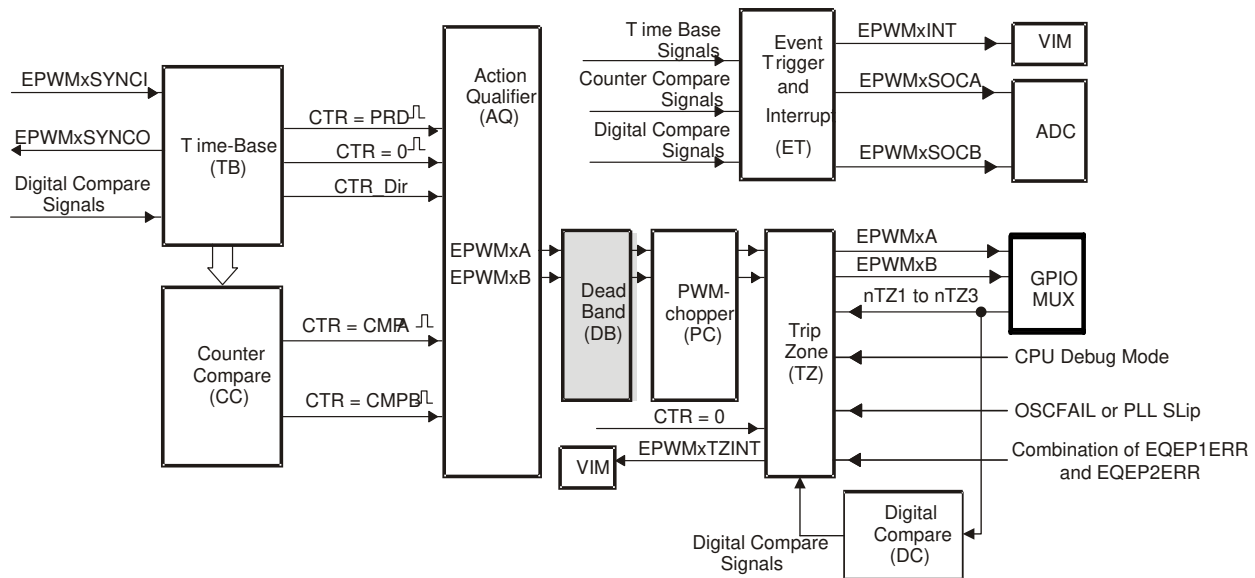 EPWMxSYNCI
EPWMxSYNCO
Digital Compare
Signals
T ime-Base
(TB)
CTR = PRD
CTR = 0
CTR_Dir
Counter
Compare
(CC)
CTR = CMPA
CTR = CMPB
Action
Qualifier
(AQ)
EPWMxA
EPWMxB
Dead
Band
(DB)
PWM-
chopper
(PC)
T ime Base
Signals
Counter Compare
Signals
Digital Compare
Signals
Event
Trigger
and
Interrupt
(ET)
EPWMxINT
EPWMxSOCA
EPWMxSOCB
VIM
ADC
Trip
Zone
(TZ)
EPWMxA
EPWMxB
nTZ1 to nTZ3
GPIO
MUX
CPU Debug Mode
OSCFAIL or PLL SLip
Combination of EQEP1ERR
and EQEP2ERR
CTR = 0
EPWMxTZINT
VIM
Digital Compare
Signals
Digital
Compare
(DC)